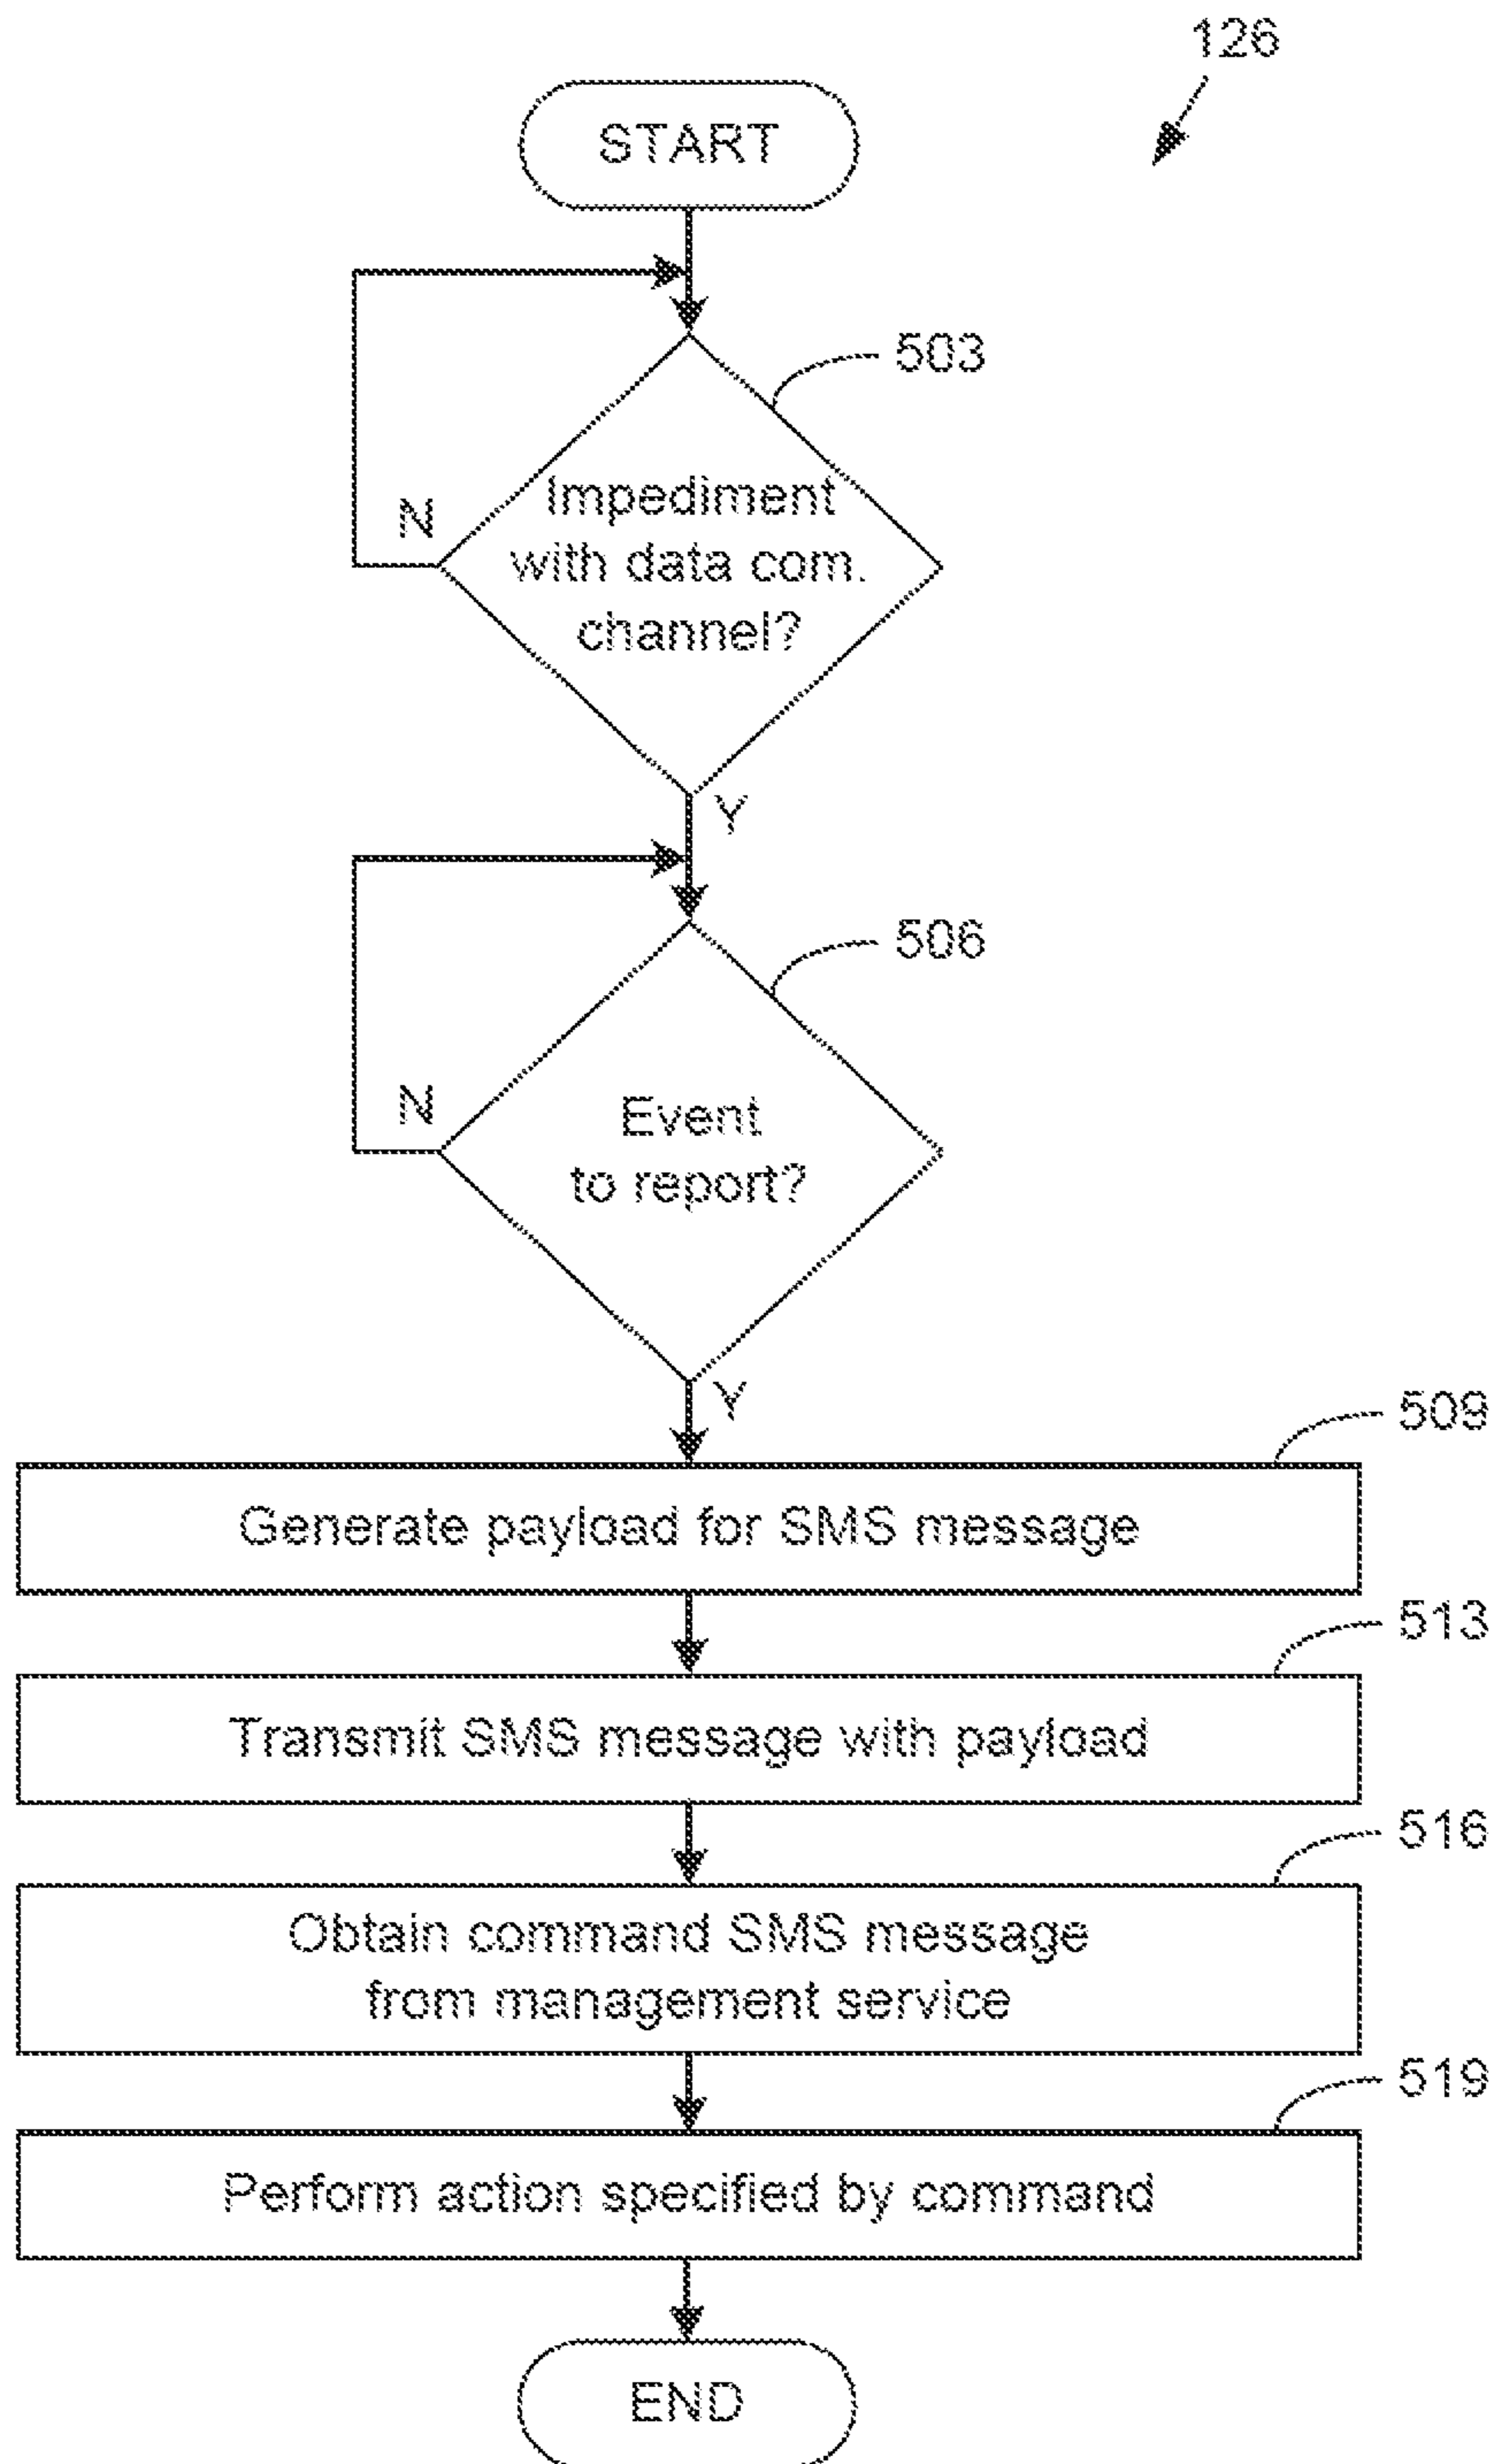 126
START
503
Impediment
with data com.
channel?
N
Y
506
Event
to report?
N
Y
509
Generate payload for SMS message
513
Transmit SMS message with payload
516
Obtain command SMS message
from management service
519
Perform action specified by command
END